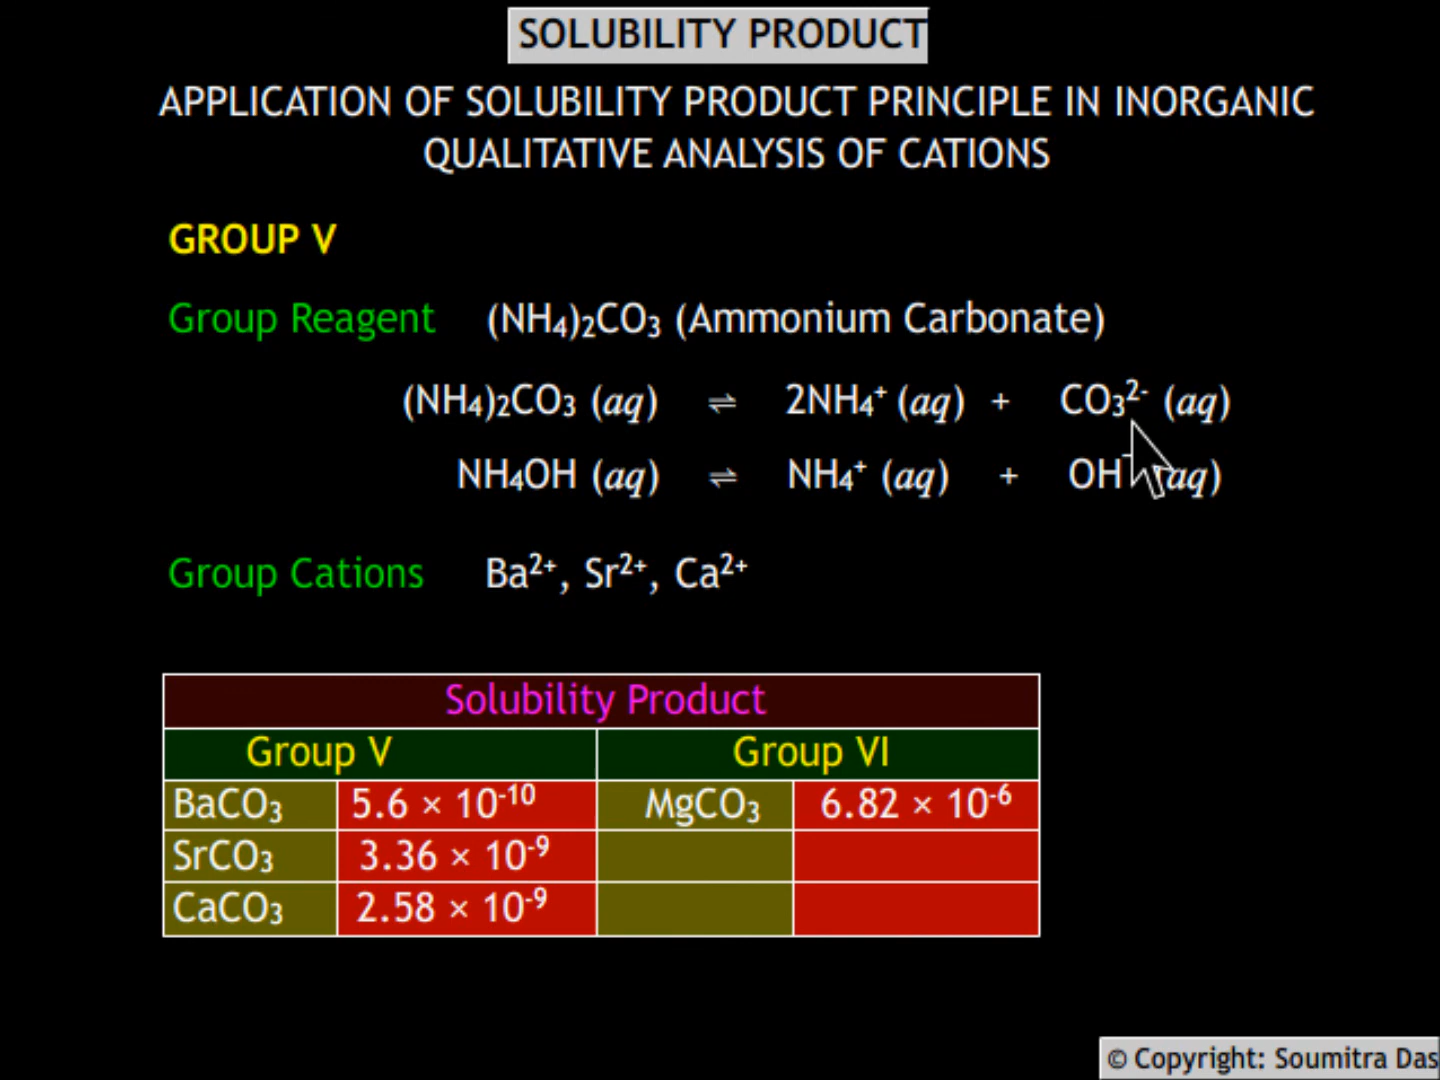 SOLUBILITY PRODUCT
APPLICATION OF SOLUBILITY PRODUCT PRINCIPLE IN INORGANIC
QUALITATIVE ANALYSIS OF CATIONS
GROUP V
Group Reagent (NH₄)₂CO₃ (Ammonium Carbonate)
(NH₄)₂CO₃ (aq) ⇌ 2NH₄⁺ (aq) + CO₃²⁻ (aq)
NH₄OH (aq) ⇌ NH₄⁺ (aq) + OH⁻ (aq)
Group Cations Ba²⁺, Sr²⁺, Ca²⁺
Solubility Product
Group V Group VI
BaCO₃ 5.6 × 10⁻¹⁰ MgCO₃ 6.82 × 10⁻⁶
SrCO₃ 3.36 × 10⁻⁹
CaCO₃ 2.58 × 10⁻⁹
© Copyright: Soumitra Das